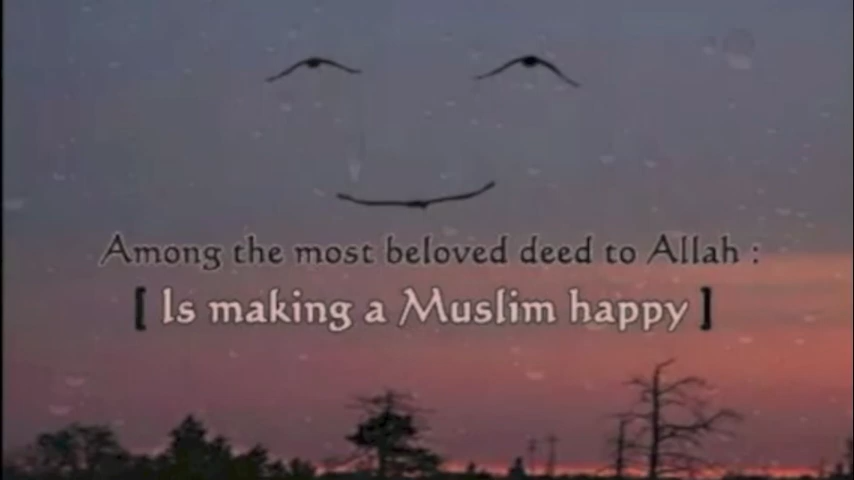 Among the most beloved deed to Allah :
[ Is making a Muslim happy ]